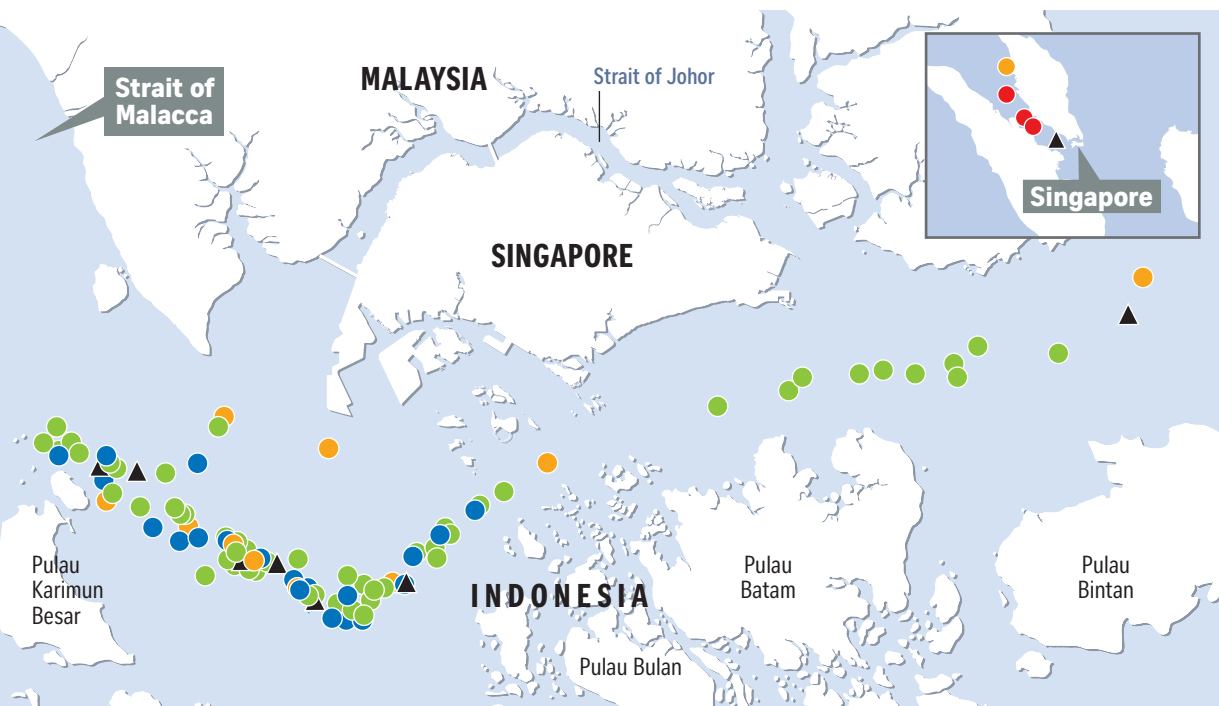 Strait of
Malacca
MALAYSIA
Strait of Johor
Singapore
SINGAPORE
Pulau
Karimun
Besar
INDONESIA
Pulau
Batam
Pulau
Bintan
Pulau Bulan